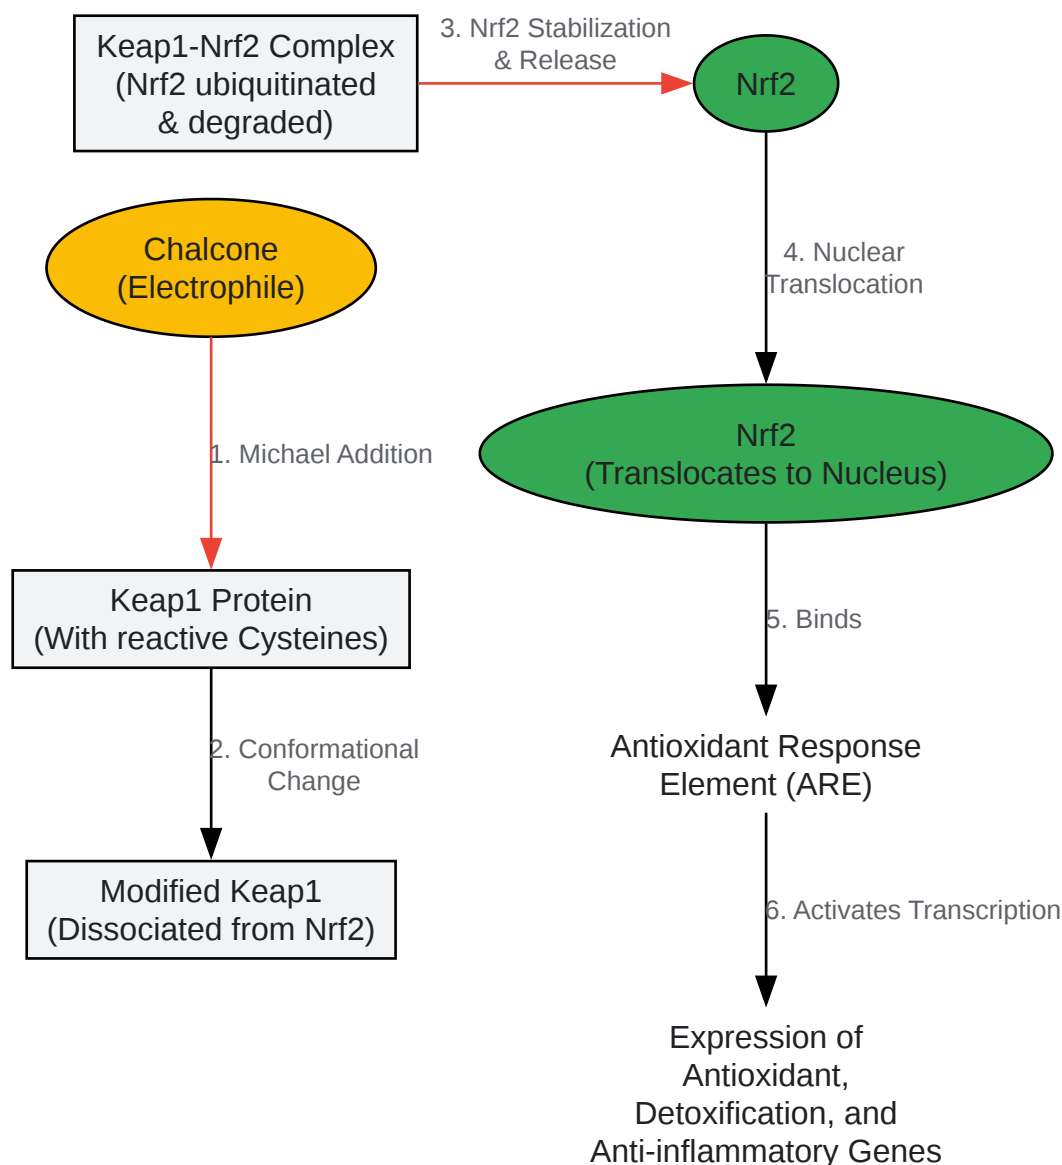 Keap1-Nrf2 Complex
(Nrf2 ubiquitinated
& degraded)
3. Nrf2 Stabilization
& Release
Nrf2
Chalcone
(Electrophile)
4. Nuclear
Translocation
1. Michael Addition
Nrf2
(Translocates to Nucleus)
Keap1 Protein
(With reactive Cysteines)
5. Binds
2. Conformational
Change
Antioxidant Response
Element (ARE)
Modified Keap1
(Dissociated from Nrf2)
6. Activates Transcription
Expression of
Antioxidant,
Detoxification, and
Anti-inflammatory Genes